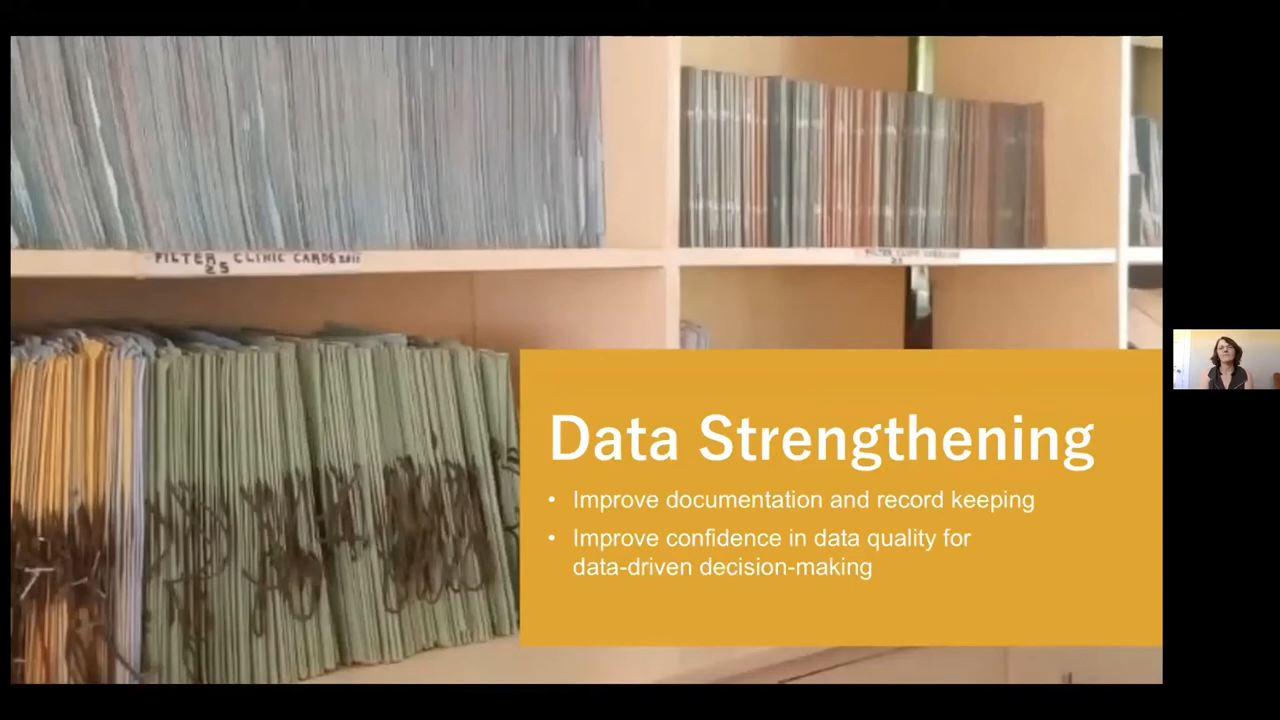 FILTER CLINIC CARDS
≥5
Data Strengthening
• Improve documentation and record keeping
• Improve confidence in data quality for
data-driven decision-making